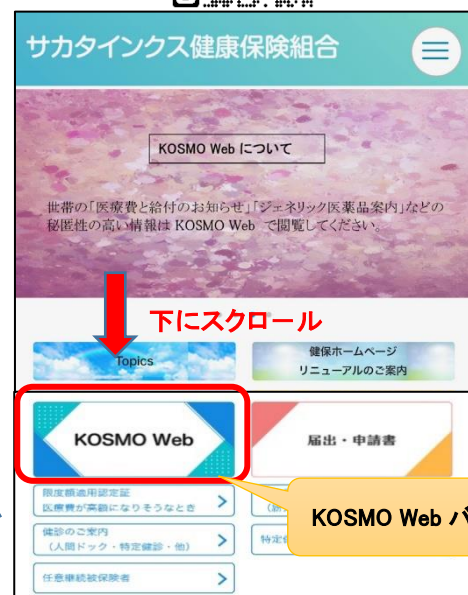 サカタインクス健康保険組合
KOSMO Web について
世帯の「医療費と給付のお知らせ」「ジェネリック医薬品案内」などの
秘匿性の高い情報は KOSMO Web で閲覧してください。
下にスクロール
Topics
健保ホームページ
リニューアルのご案内
KOSMO Web
届出・申請書
限度額適用認定証
医療費が高額になりそうなとき
健診のご案内
(人間ドック・特定健診・他)
特定
任意継続被保険者
KOSMO Web バ